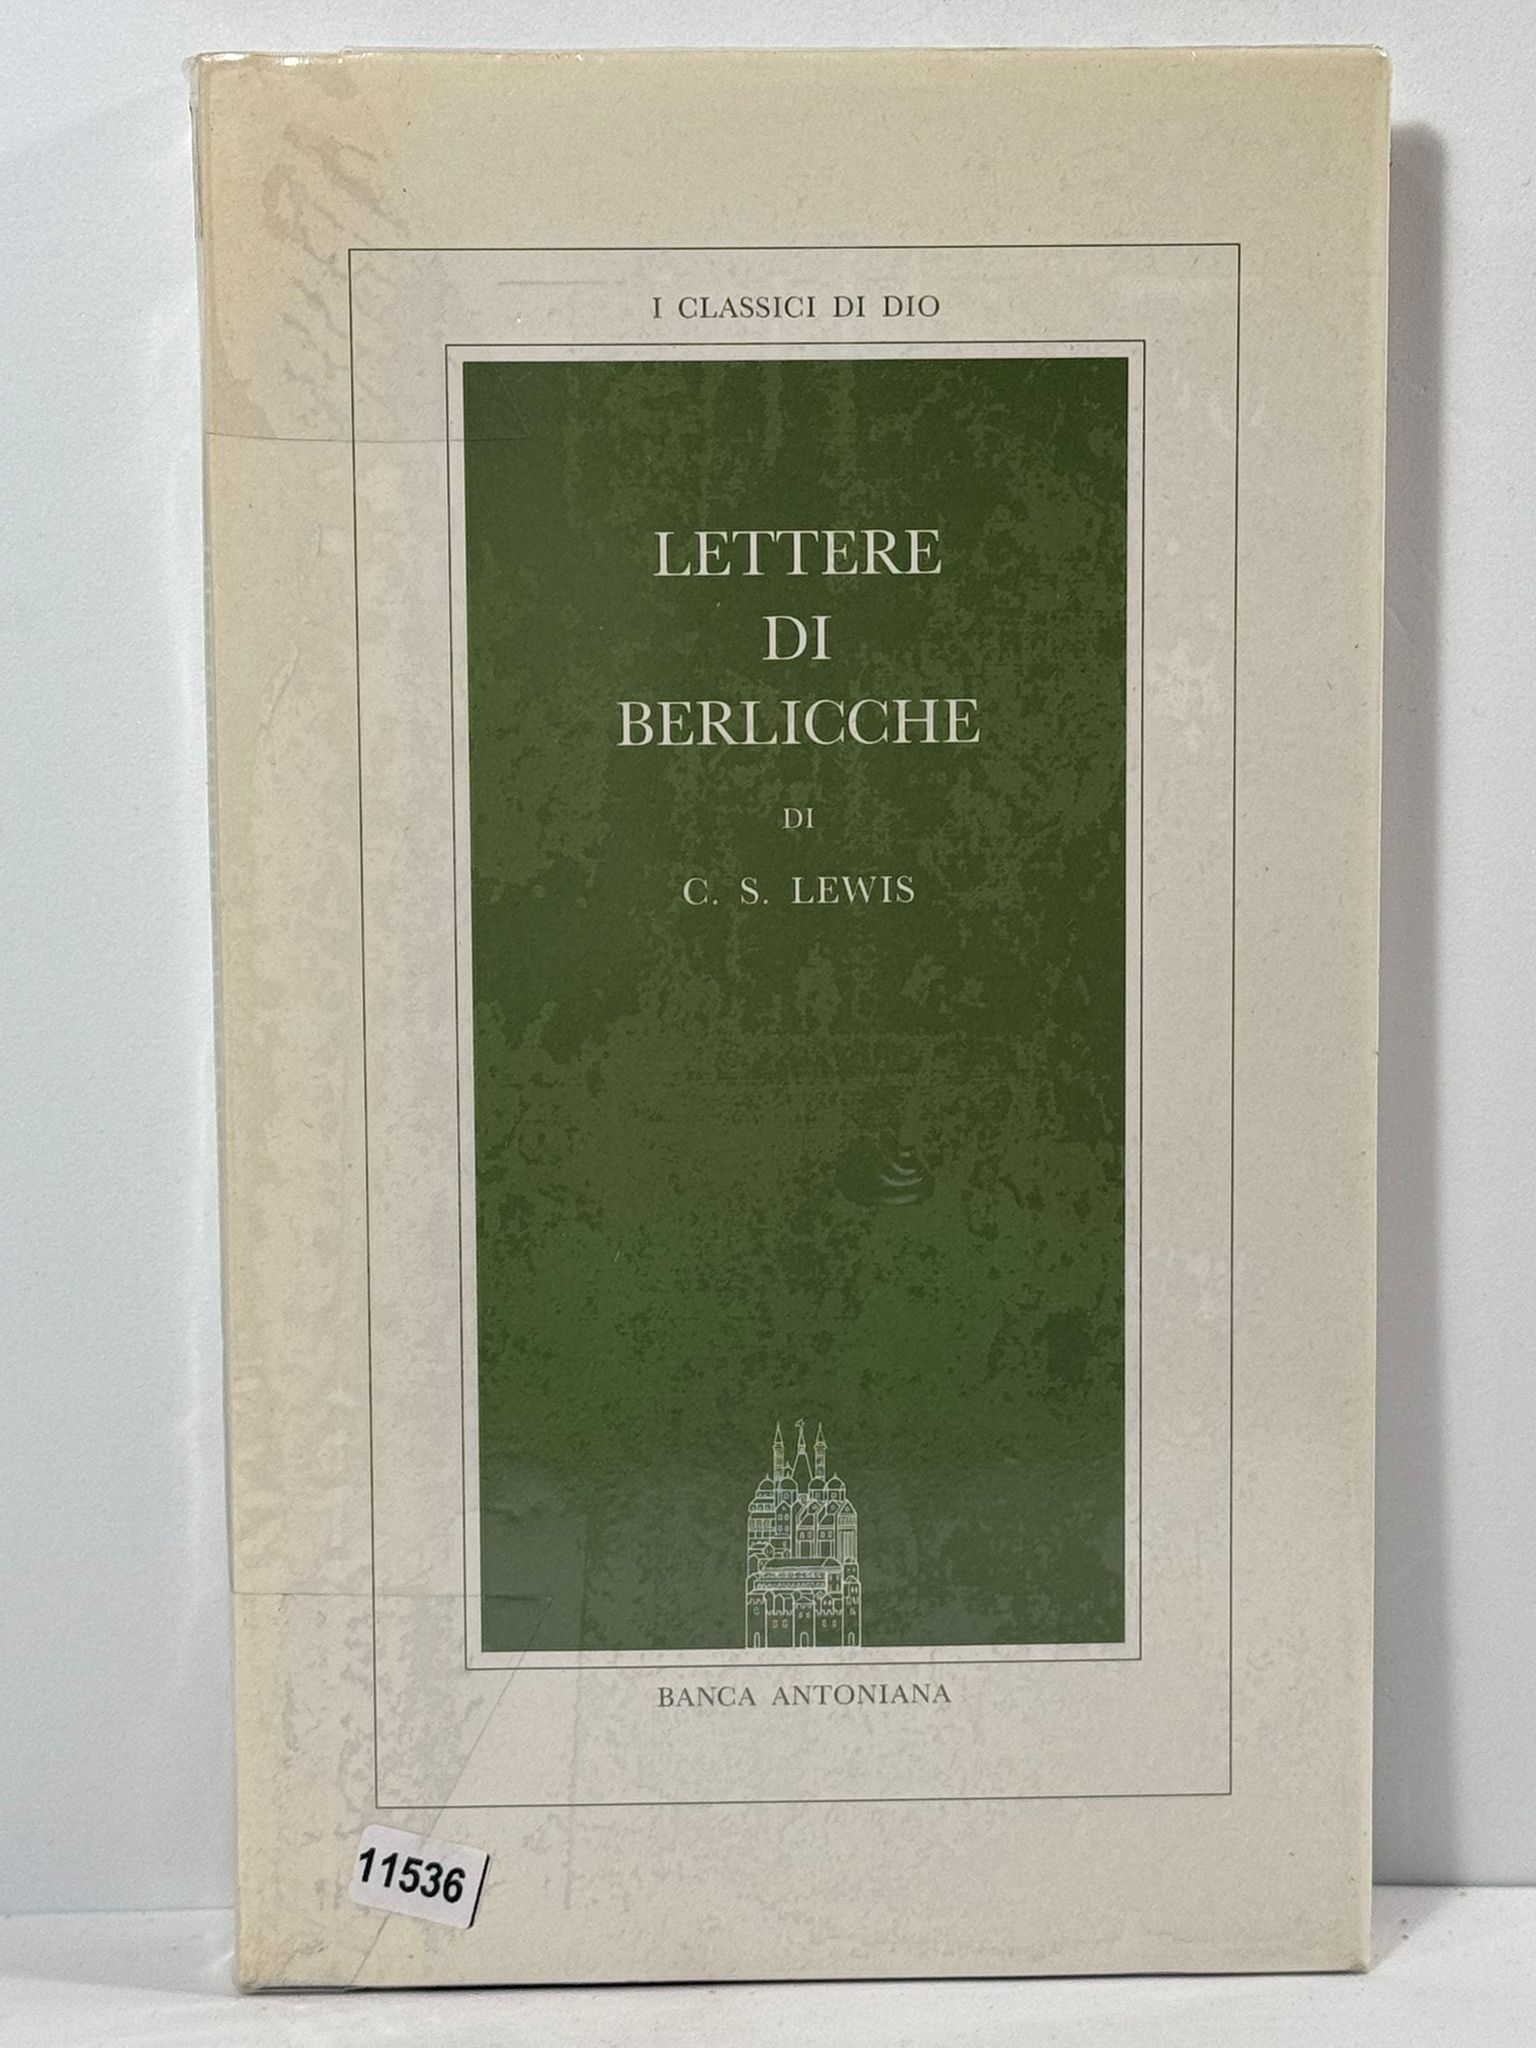 I CLASSICI DI DIO
LETTERE
DI
BERLICCHE
DI
C. S. LEWIS
BANCA ANTONIANA
11536